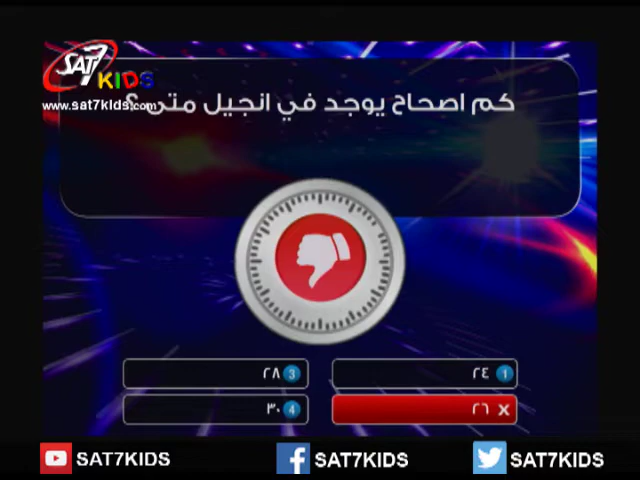 SAT7
KIDS
www.sat7kids.com
كم اصحاح يوجد في انجيل متى ؟
1 ٢٤
3 ٢٨
x ٢٦
4 ٣٠
SAT7KIDS
SAT7KIDS
SAT7KIDS